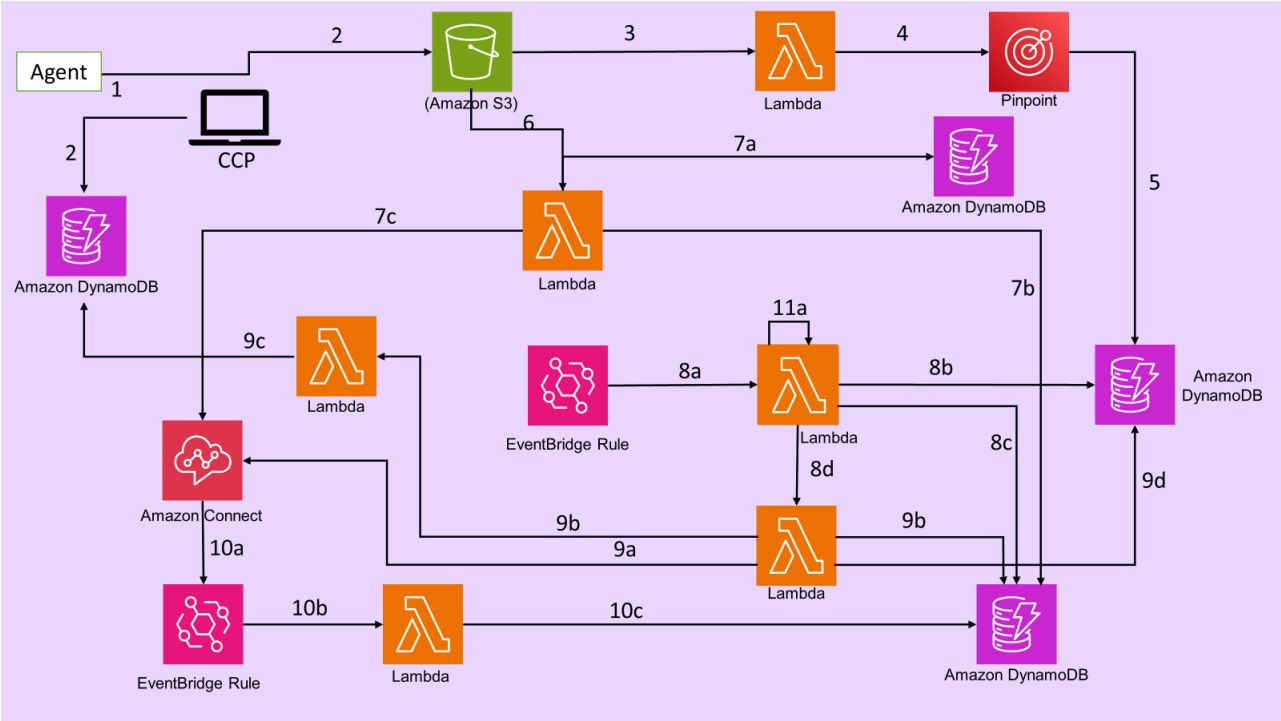 Agent
1
2
(Amazon S3)
3
Lambda
4
Pinpoint
2
CCP
6
7a
Amazon DynamoDB
5
Amazon DynamoDB
7c
Lambda
7b
9c
Lambda
EventBridge Rule
8a
11a
Lambda
8b
Amazon
DynamoDB
8c
8d
9d
Amazon Connect
10a
9b
9a
Lambda
9b
EventBridge Rule
10b
Lambda
10c
Amazon DynamoDB